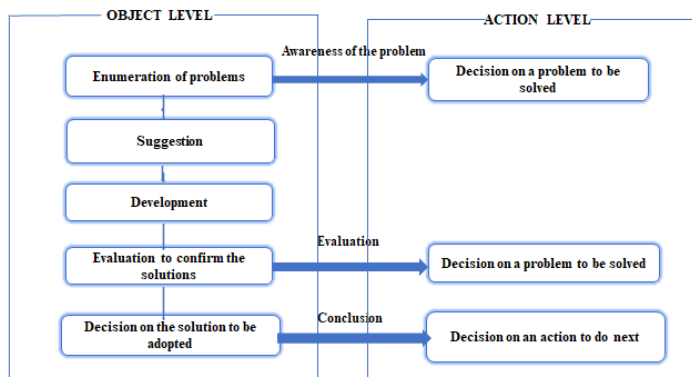 OBJECT LEVEL
ACTION LEVEL
Awareness of the problem
Enumeration of problems
Decision on a problem to be
solved
Suggestion
Development
Evaluation
Evaluation to confirm the
solutions
Decision on a problem to be solved
Conclusion
Decision on the solution to be
adopted
Decision on an action to do next